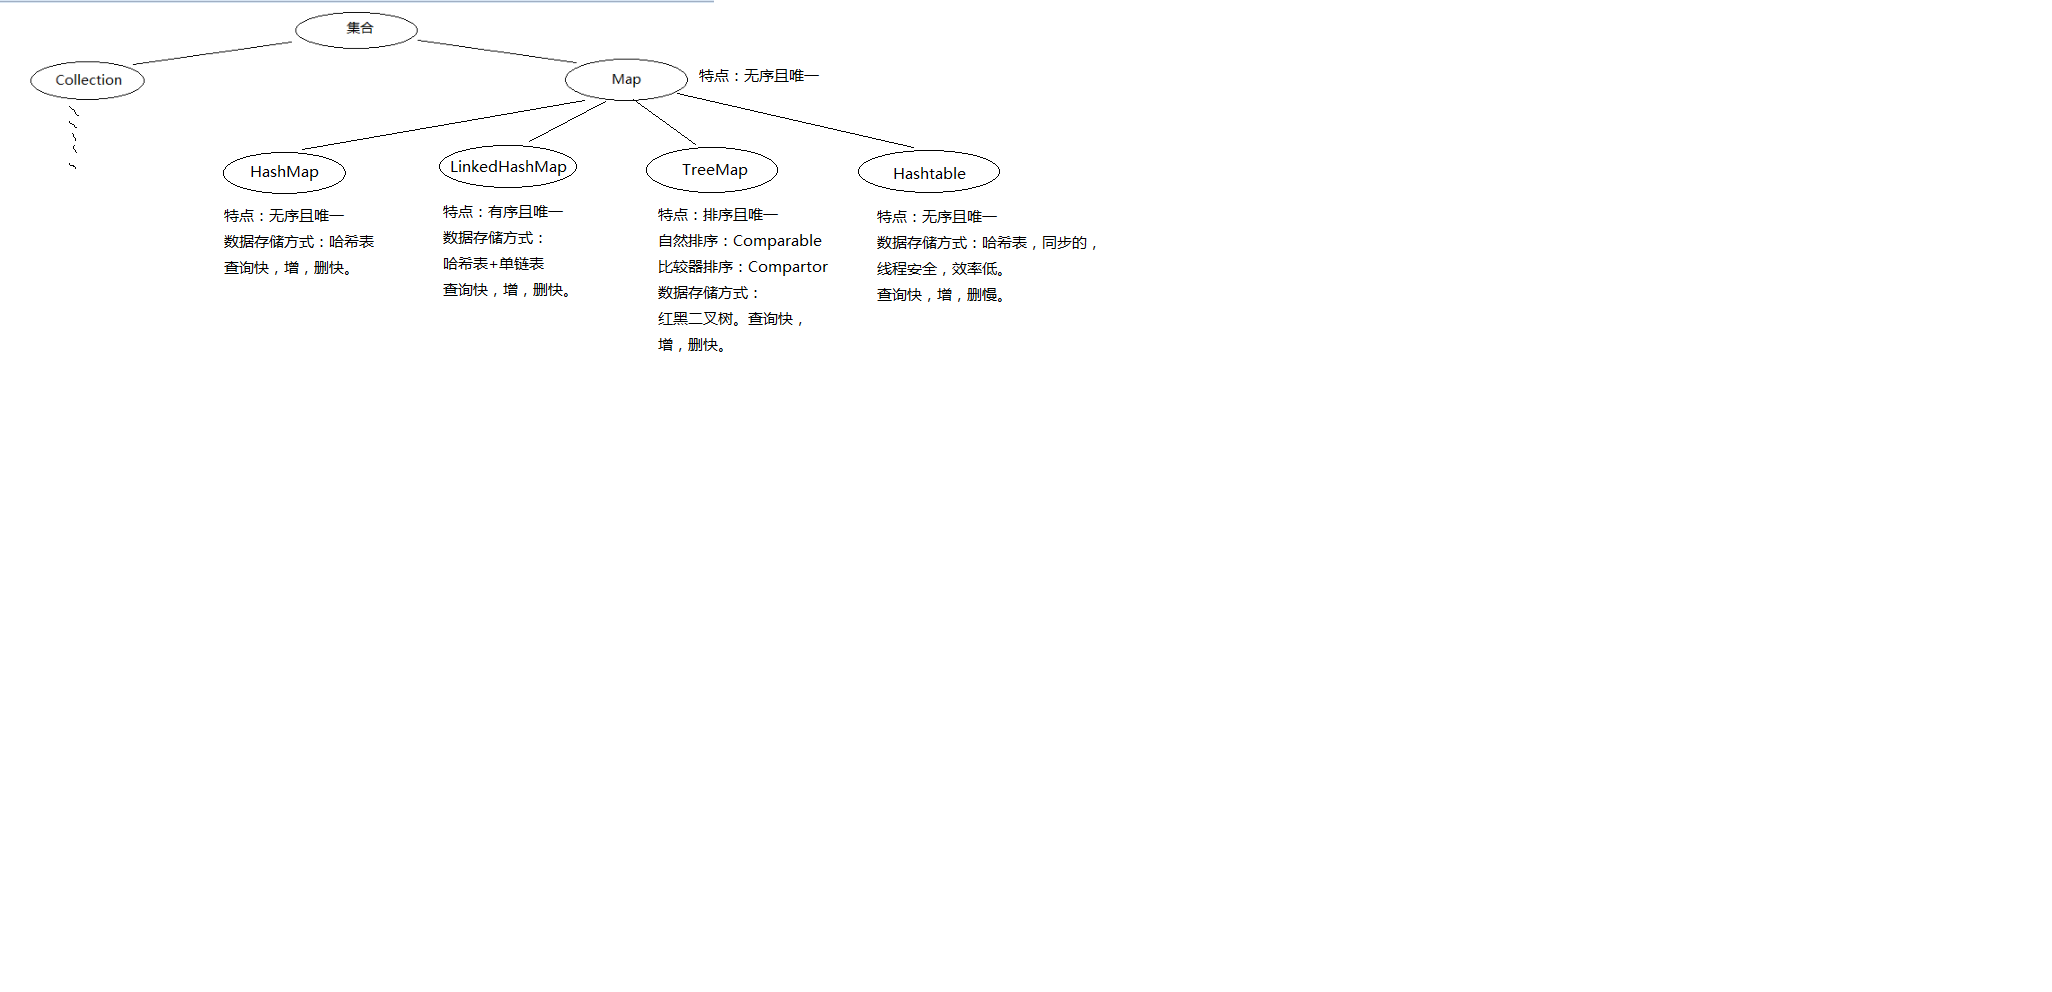 集合
Collection
Map
特点：无序且唯一
HashMap
特点：无序且唯一
数据存储方式：哈希表
查询快，增，删快。
LinkedHashMap
特点：有序且唯一
数据存储方式：
哈希表+单链表
查询快，增，删快。
TreeMap
特点：排序且唯一
自然排序：Comparable
比较器排序：Compartor
数据存储方式：
红黑二叉树。查询快，
增，删快。
Hashtable
特点：无序且唯一
数据存储方式：哈希表，同步的，
线程安全，效率低。
查询快，增，删慢。